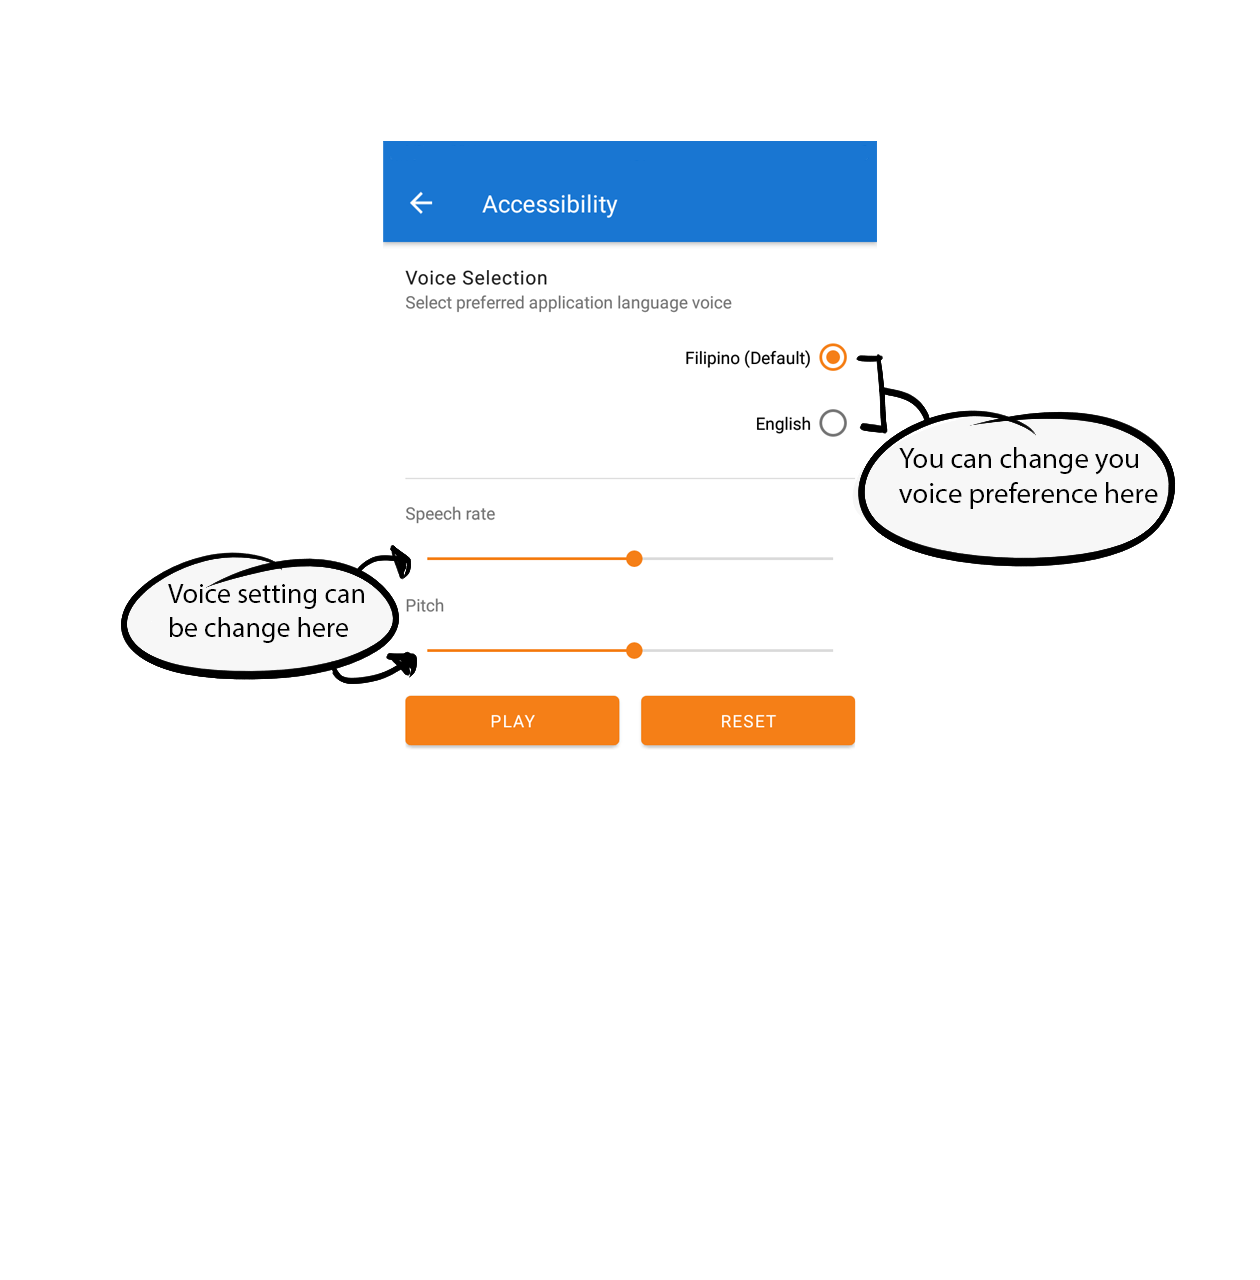 Accessibility
Voice Selection
Select preferred application language voice
Filipino (Default)
English
You can change you
voice preference here
Speech rate
Voice setting can
be change here
Pitch
PLAY
RESET